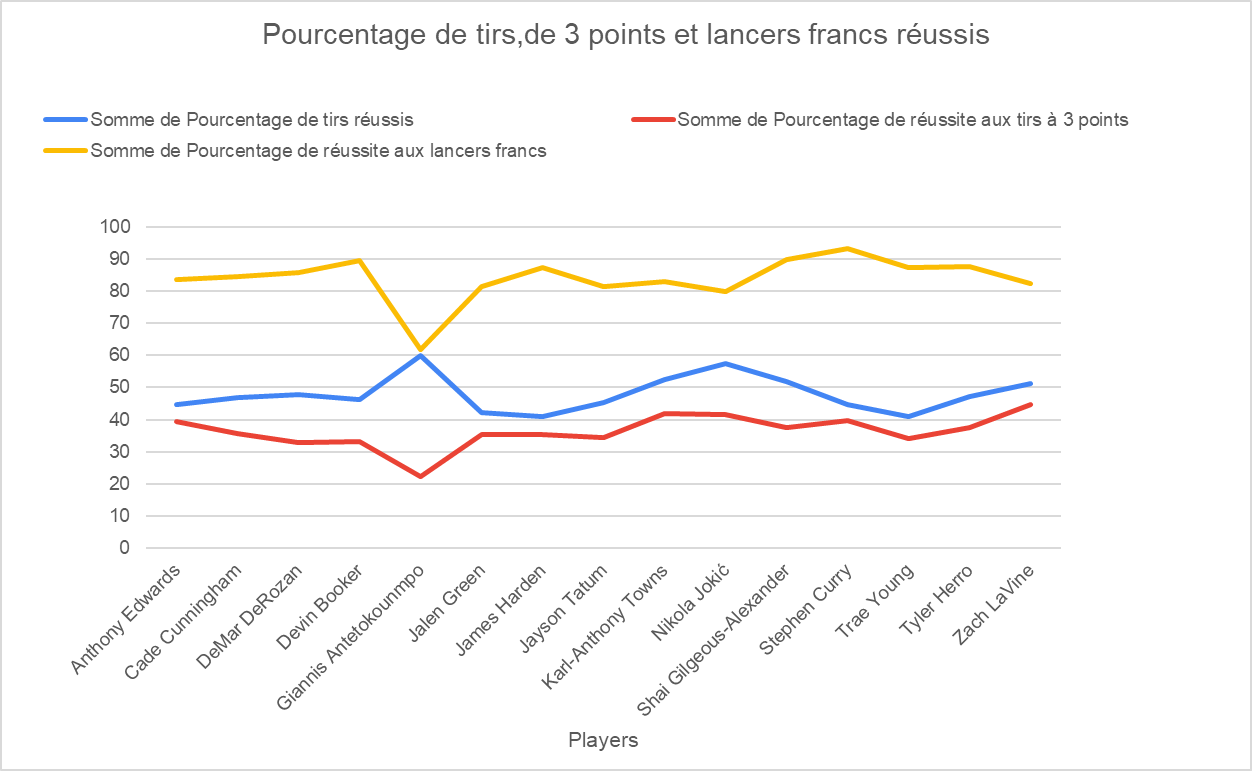 Pourcentage de tirs,de 3 points et lancers francs réussis
Somme de Pourcentage de tirs réussis
Somme de Pourcentage de réussite aux tirs à 3 points
Somme de Pourcentage de réussite aux lancers francs
100
90
80
70
60
50
40
30
20
10
0
Anthony Edwards
Cade Cunningham
DeMar DeRozan
Devin Booker
Giannis Antetokounmpo
Jalen Green
James Harden
Jayson Tatum
Karl-Anthony Towns
Nikola Jokić
Shai Gilgeous-Alexander
Stephen Curry
Trae Young
Tyler Herro
Zach LaVine
Players